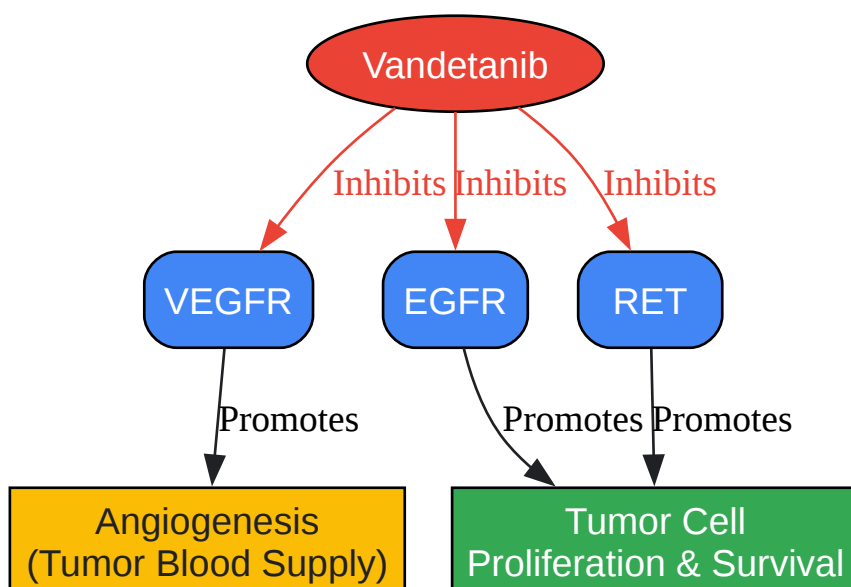 Vandetanib
Inhibits Inhibits Inhibits
VEGFR EGFR RET
Promotes Promotes Promotes
Angiogenesis
(Tumor Blood Supply)
Tumor Cell
Proliferation & Survival